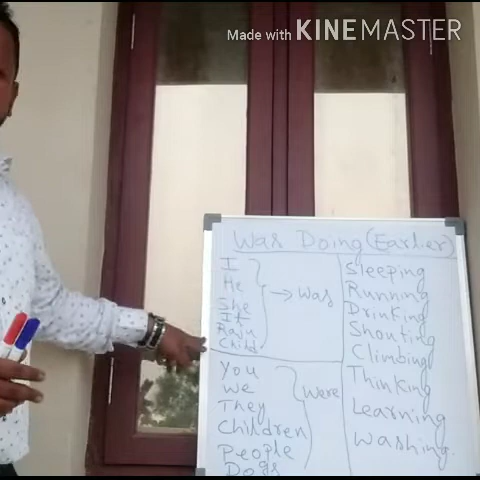 Made with KINEMASTER
Was Doing (Earlier)
I
He
She
It
Rain
Child
→ Was
You
We
They
Children
People
Dogs
Were
Sleeping
Running
Drinking
Shouting
Climbing
Thinking
Learning
Washing